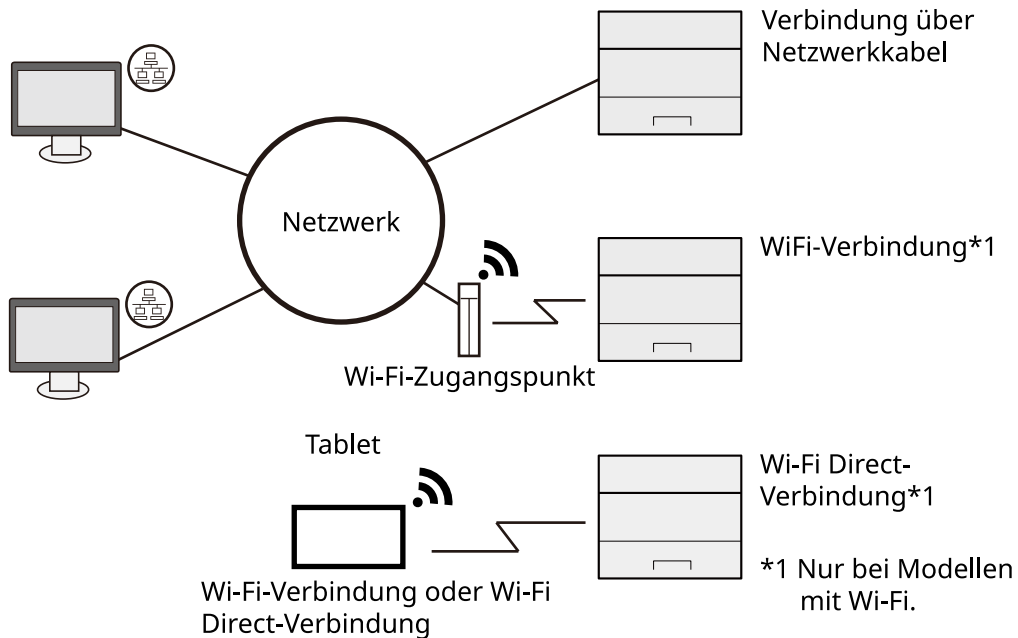 Verbindung über
Netzwerkkabel
Netzwerk
WiFi-Verbindung*1
Wi-Fi-Zugangspunkt
Tablet
Wi-Fi Direct-
Verbindung*1
*1 Nur bei Modellen
mit Wi-Fi.
Wi-Fi-Verbindung oder Wi-Fi
Direct-Verbindung